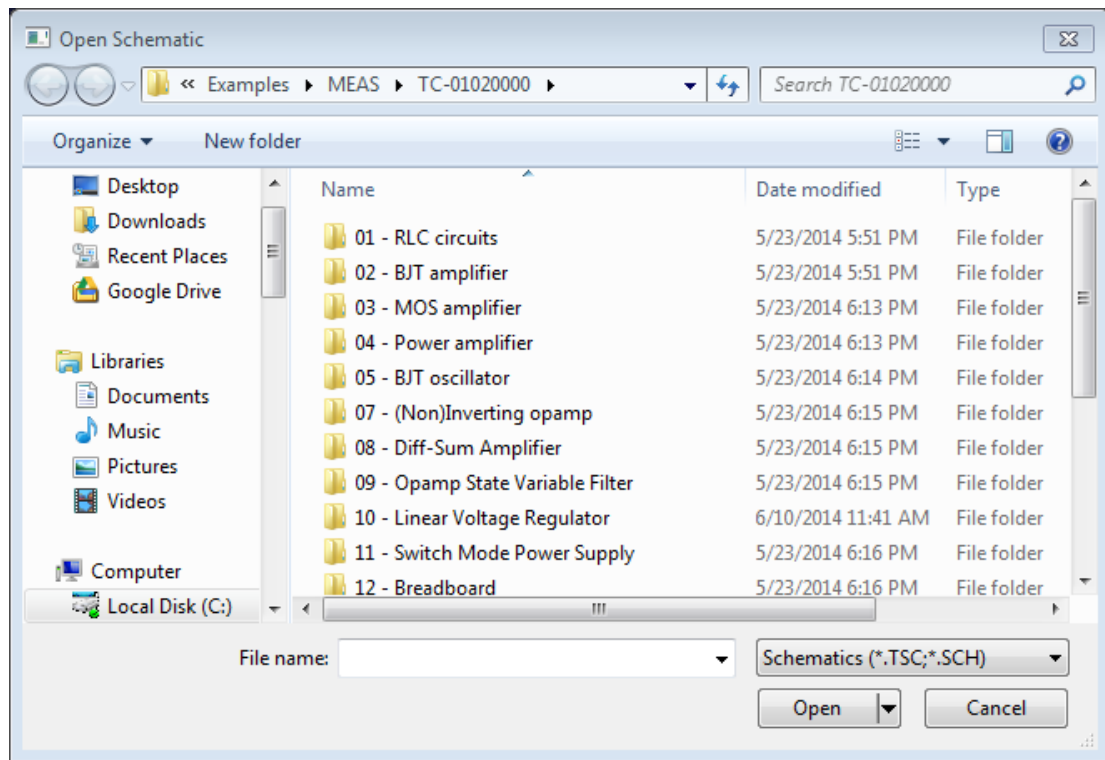 Open Schematic
« Examples MEAS TC-01020000 Search TC-01020000
Organize New folder
Desktop
Downloads
Recent Places
Google Drive
Libraries
Documents
Music
Pictures
Videos
Computer
Local Disk (C:)
Name Date modified Type
01 - RLC circuits 5/23/2014 5:51 PM File folder
02 - BJT amplifier 5/23/2014 5:51 PM File folder
03 - MOS amplifier 5/23/2014 6:13 PM File folder
04 - Power amplifier 5/23/2014 6:13 PM File folder
05 - BJT oscillator 5/23/2014 6:14 PM File folder
07 - (Non)Inverting opamp 5/23/2014 6:15 PM File folder
08 - Diff-Sum Amplifier 5/23/2014 6:15 PM File folder
09 - Opamp State Variable Filter 5/23/2014 6:15 PM File folder
10 - Linear Voltage Regulator 6/10/2014 11:41 AM File folder
11 - Switch Mode Power Supply 5/23/2014 6:16 PM File folder
12 - Breadboard 5/23/2014 6:16 PM File folder
File name: Schematics (*.TSC;*.SCH)
Open Cancel